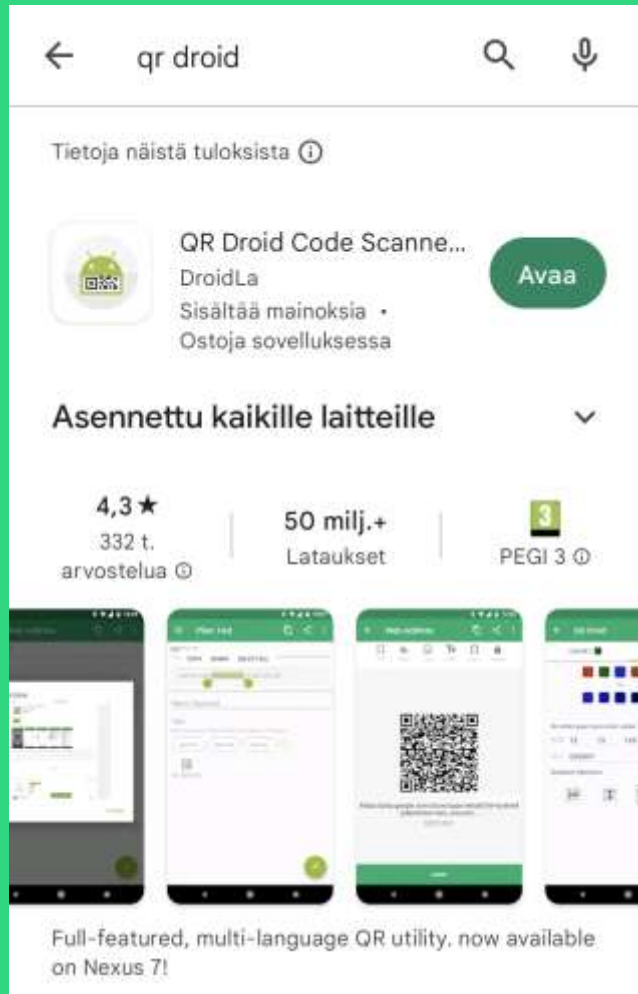 qr droid
Tietoja näistä tuloksista
QR Droid Code Scanne...
DroidLa
Sisältää mainoksia •
Ostoja sovelluksessa
Avaa
Asennettu kaikille laitteille
4,3★
332 t.
arvostelua
50 milj.+
Lataukset
3
PEGI 3
Full-featured, multi-language QR utility. now available
on Nexus 7!